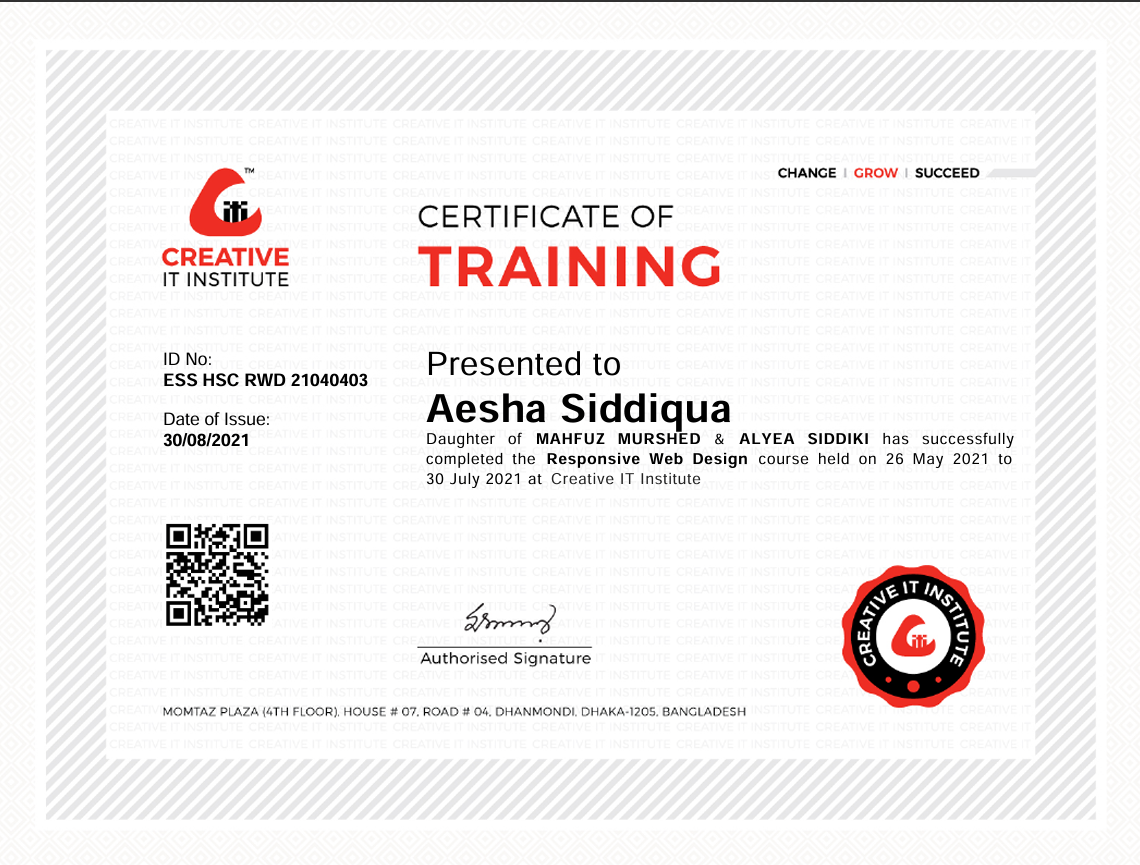 CHANGE | GROW | SUCCEED
TM
iTi
CREATIVE
IT INSTITUTE
CERTIFICATE OF
TRAINING
ID No:
ESS HSC RWD 21040403
Date of Issue:
30/08/2021
Presented to
Aesha Siddiqua
Daughter of MAHFUZ MURSHED & ALYEA SIDDIKI has successfully
completed the Responsive Web Design course held on 26 May 2021 to
30 July 2021 at Creative IT Institute
Authorised Signature
CREATIVE IT INSTITUTE
iTi
MOMTAZ PLAZA (4TH FLOOR), HOUSE # 07, ROAD # 04, DHANMONDI, DHAKA-1205, BANGLADESH